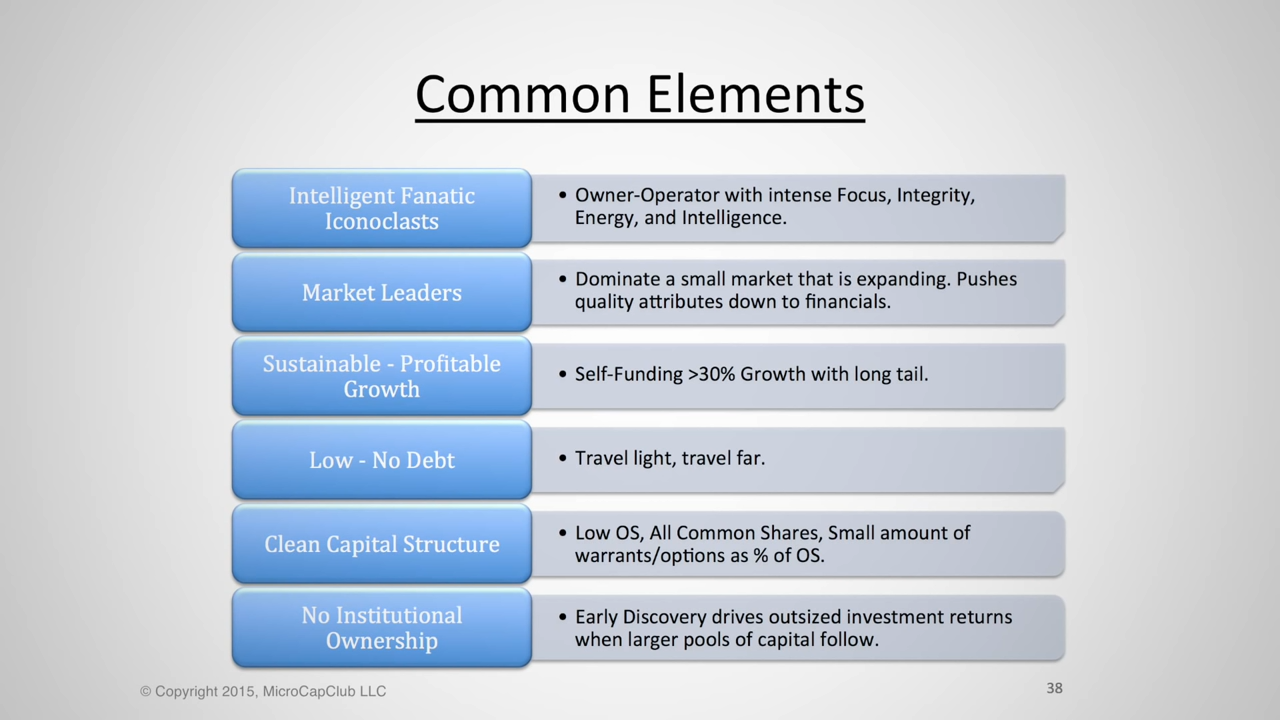 Common Elements
Intelligent Fanatic
Iconoclasts
• Owner-Operator with intense Focus, Integrity,
Energy, and Intelligence.
Market Leaders
• Dominate a small market that is expanding. Pushes
quality attributes down to financials.
Sustainable - Profitable
Growth
• Self-Funding >30% Growth with long tail.
Low - No Debt
• Travel light, travel far.
Clean Capital Structure
• Low OS, All Common Shares, Small amount of
warrants/options as % of OS.
No Institutional
Ownership
• Early Discovery drives outsized investment returns
when larger pools of capital follow.
© Copyright 2015, MicroCapClub LLC
38